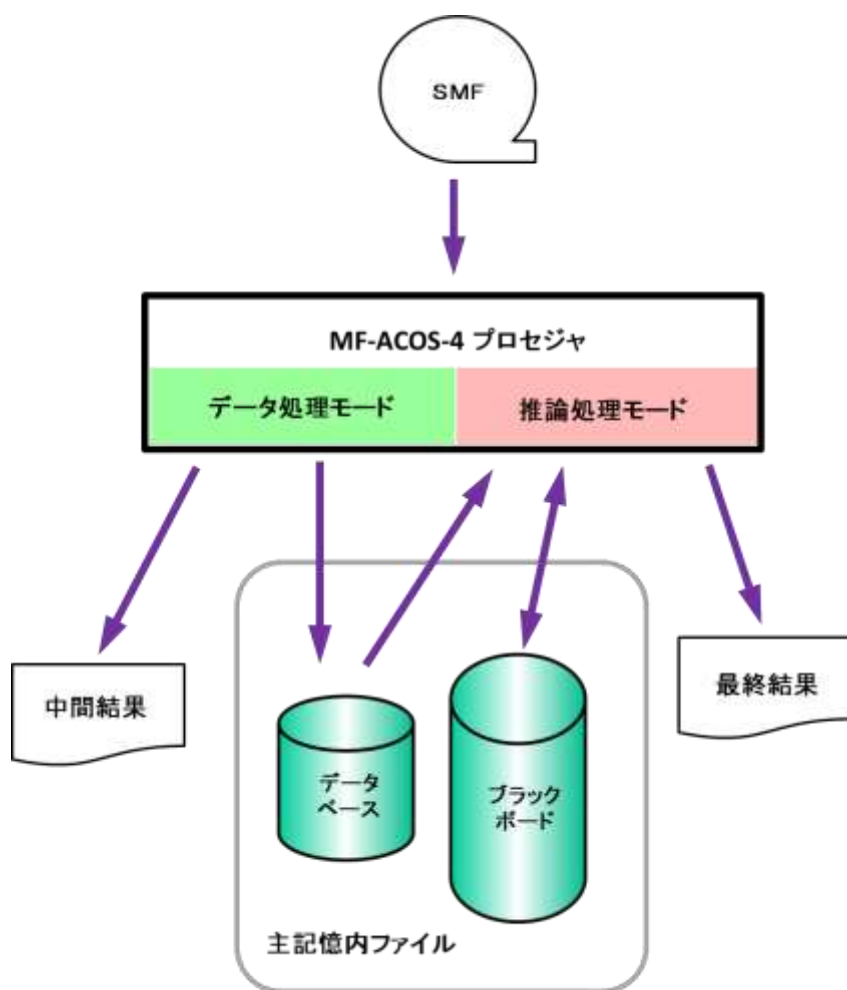 SMF
MF-ACOS-4 プロセジャ
データ処理モード
推論処理モード
中間結果
最終結果
データ
ベース
ブラック
ボード
主記憶内ファイル